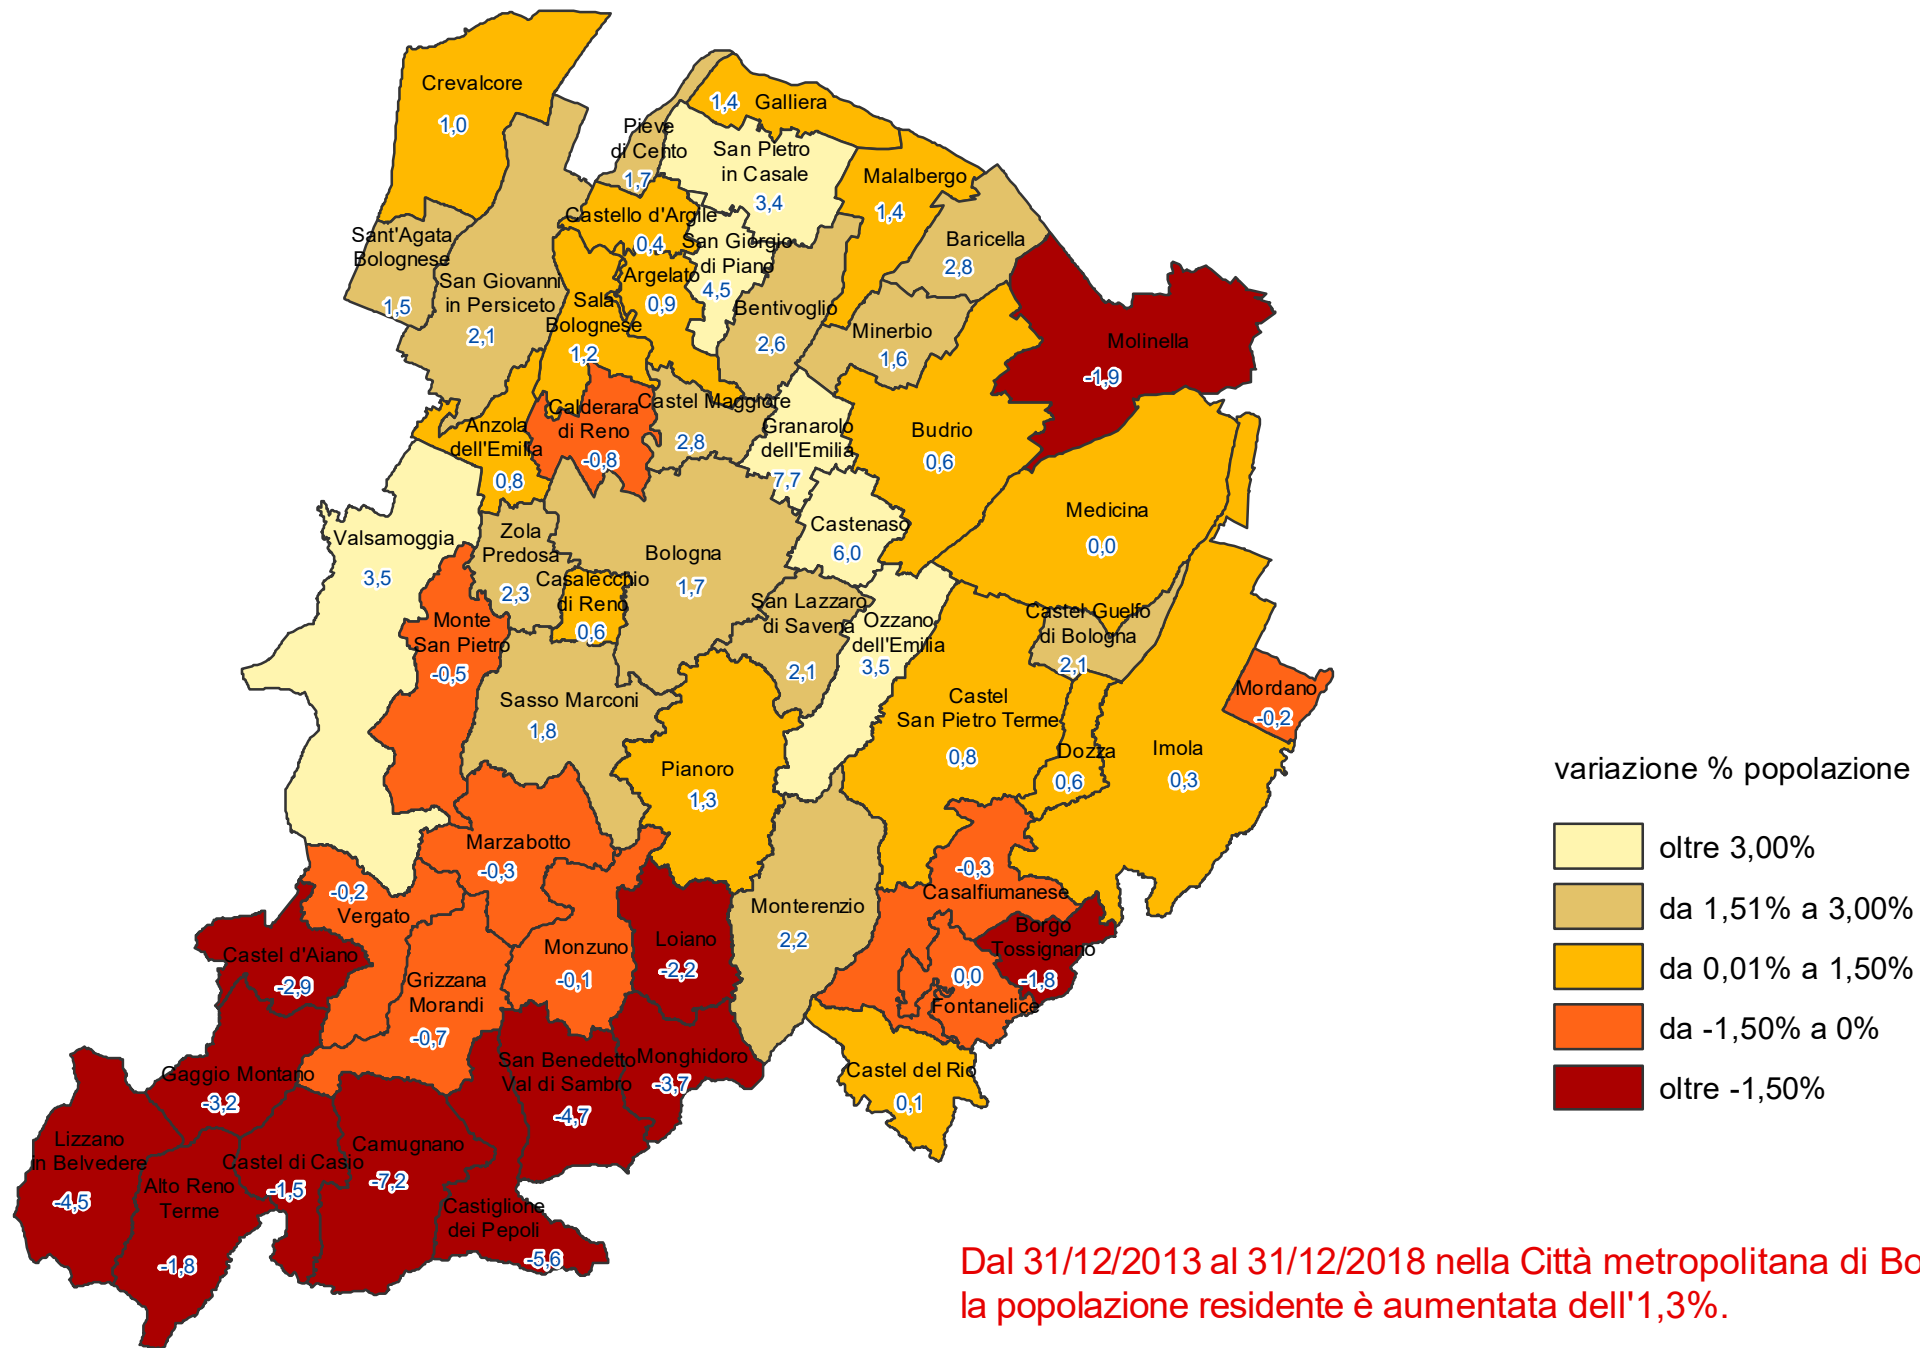 Crevalcore
1,0
1,4 Galliera
Pieve
di Cento
1,7
San Pietro
in Casale
3,4
Malalbergo
1,4
Castello d'Argile
0,4
Sant'Agata
Bolognese
1,5
San Giovanni
in Persiceto
2,1
San Giorgio
di Piano
4,5
Baricella
2,8
Argelato
0,9
Sala
Bolognese
1,2
Bentivoglio
2,6
Minerbio
1,6
Molinella
-1,9
Calderara
di Reno
-0,8
Castel Maggiore
2,8
Anzola
dell'Emilia
0,8
Granarolo
dell'Emilia
7,7
Budrio
0,6
Medicina
0,0
Valsamoggia
3,5
Zola
Predosa
2,3
Castenaso
6,0
Bologna
1,7
Casalecchio
di Reno
0,6
San Lazzaro
di Savena
2,1
Ozzano
dell'Emilia
3,5
Castel Guelfo
di Bologna
2,1
Monte
San Pietro
-0,5
Sasso Marconi
1,8
Castel
San Pietro Terme
0,8
Mordano
-0,2
Dozza
0,6
Imola
0,3
Pianoro
1,3
variazione % popolazione
oltre 3,00%
da 1,51% a 3,00%
da 0,01% a 1,50%
da -1,50% a 0%
oltre -1,50%
Marzabotto
-0,3
-0,3
Casalfiumanese
-0,2
Vergato
Monterenzio
2,2
Borgo
Tossignano
-1,8
Loiano
-2,2
Monzuno
-0,1
Castel d'Aiano
-2,9
Grizzana
Morandi
-0,7
0,0
Fontanelice
San Benedetto
Val di Sambro
-4,7
Monghidoro
-3,7
Castel del Rio
0,1
Gaggio Montano
-3,2
Lizzano
in Belvedere
-4,5
Camugnano
-7,2
Castel di Casio
-1,5
Alto Reno
Terme
-1,8
Castiglione
dei Pepoli
-5,6
Dal 31/12/2013 al 31/12/2018 nella Città metropolitana di Bo
la popolazione residente è aumentata dell'1,3%.